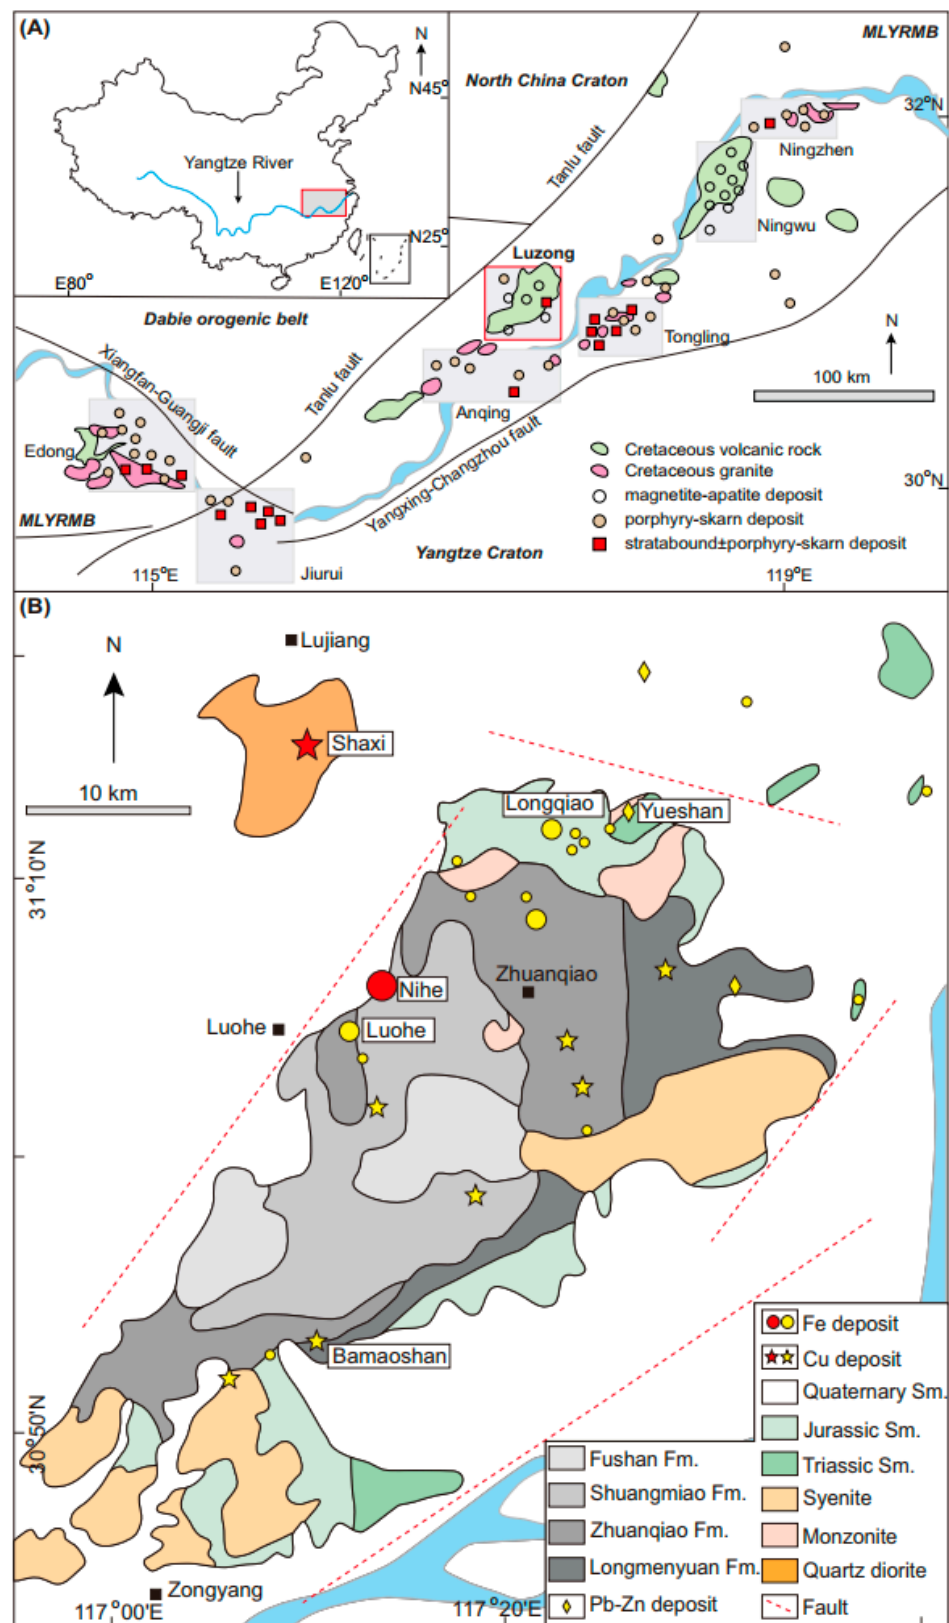 (A)
N
N45°
Yangtze River
N25°
E80°
E120°
North China Craton
MLYRMB
32°N
Tanlu fault
Ningzhen
Ningwu
Luzong
Dabie orogenic belt
N
Tongling
100 km
Xiangfan-Guangji fault
Tanlu fault
Anqing
Edong
Yangxing-Changzhou fault
Cretaceous volcanic rock
Cretaceous granite
magnetite-apatite deposit
porphyry-skarn deposit
stratabound±porphyry-skarn deposit
30°N
MLYRMB
Yangtze Craton
Jiurui
115°E
119°E
(B)
N
Lujiang
Shaxi
10 km
Longqiao
Yueshan
31°10'N
Zhuanqiao
Nihe
Luohe
Luohe
Bamaoshan
30°50'N
Zongyang
117°00'E
117°20'E
Fe deposit
Cu deposit
Quaternary Sm.
Jurassic Sm.
Triassic Sm.
Syenite
Monzonite
Quartz diorite
Fault
Fushan Fm.
Shuangmiao Fm.
Zhuanqiao Fm.
Longmenyuan Fm.
Pb-Zn deposit